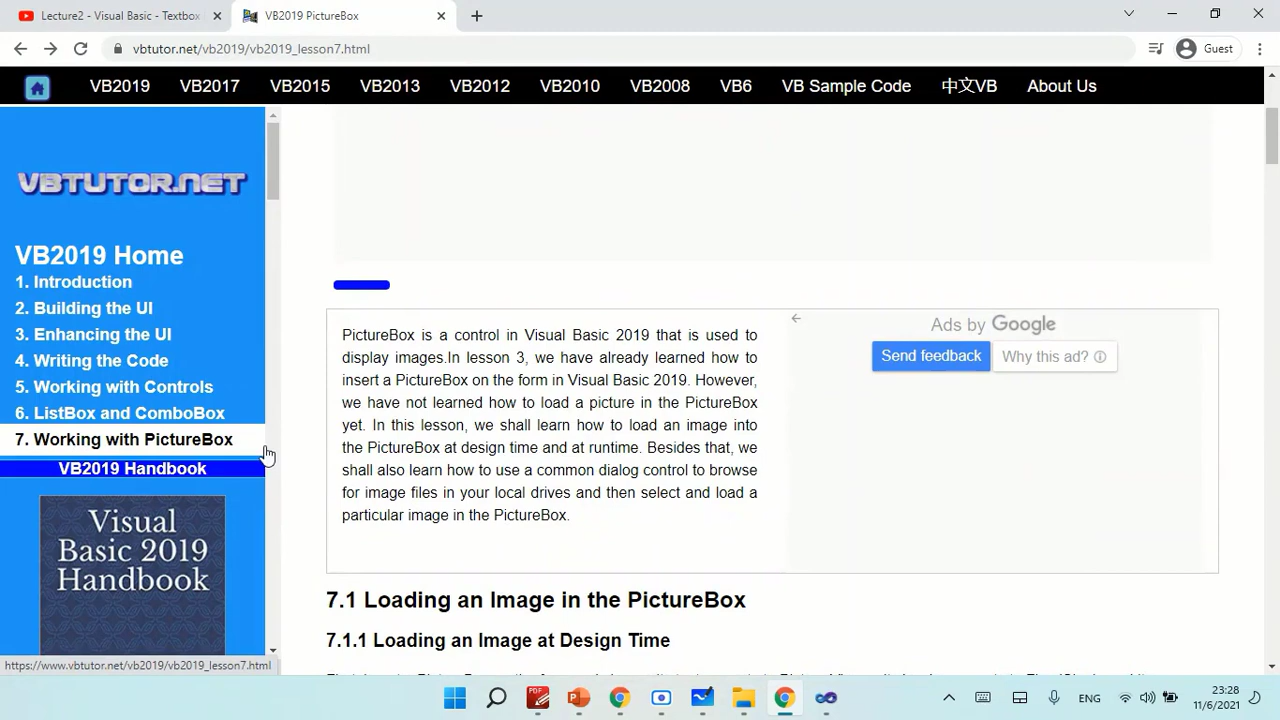 Lecture2 - Visual Basic - Textbox
VB2019 PictureBox
vbtutor.net/vb2019/vb2019_lesson7.html
Guest
VB2019 VB2017 VB2015 VB2013 VB2012 VB2010 VB2008 VB6 VB Sample Code 中文VB About Us
VBTUTOR.NET
VB2019 Home
1. Introduction
2. Building the UI
3. Enhancing the UI
4. Writing the Code
5. Working with Controls
6. ListBox and ComboBox
7. Working with PictureBox
VB2019 Handbook
Visual
Basic 2019
Handbook
PictureBox is a control in Visual Basic 2019 that is used to
display images.In lesson 3, we have already learned how to
insert a PictureBox on the form in Visual Basic 2019. However,
we have not learned how to load a picture in the PictureBox
yet. In this lesson, we shall learn how to load an image into
the PictureBox at design time and at runtime. Besides that, we
shall also learn how to use a common dialog control to browse
for image files in your local drives and then select and load a
particular image in the PictureBox.
Ads by Google
Send feedback
Why this ad?
7.1 Loading an Image in the PictureBox
7.1.1 Loading an Image at Design Time
https://www.vbtutor.net/vb2019/vb2019_lesson7.html
PDF
ENG
23:28
11/6/2021